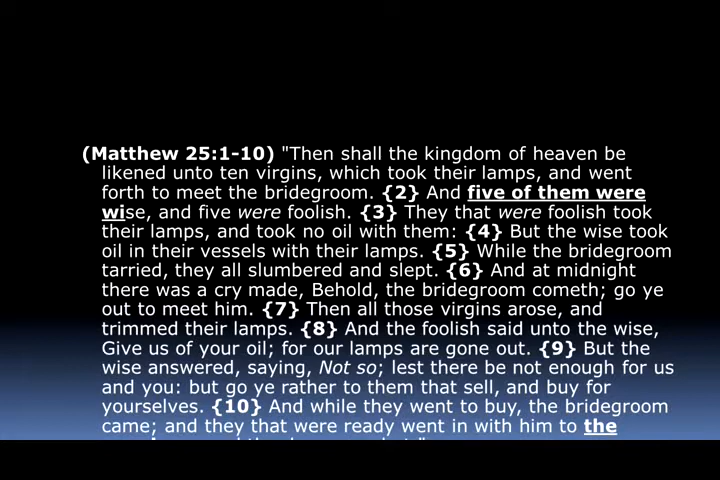 (Matthew 25:1-10) "Then shall the kingdom of heaven be
likened unto ten virgins, which took their lamps, and went
forth to meet the bridegroom. {2} And five of them were
wise, and five were foolish. {3} They that were foolish took
their lamps, and took no oil with them: {4} But the wise took
oil in their vessels with their lamps. {5} While the bridegroom
tarried, they all slumbered and slept. {6} And at midnight
there was a cry made, Behold, the bridegroom cometh; go ye
out to meet him. {7} Then all those virgins arose, and
trimmed their lamps. {8} And the foolish said unto the wise,
Give us of your oil; for our lamps are gone out. {9} But the
wise answered, saying, Not so; lest there be not enough for us
and you: but go ye rather to them that sell, and buy for
yourselves. {10} And while they went to buy, the bridegroom
came; and they that were ready went in with him to the